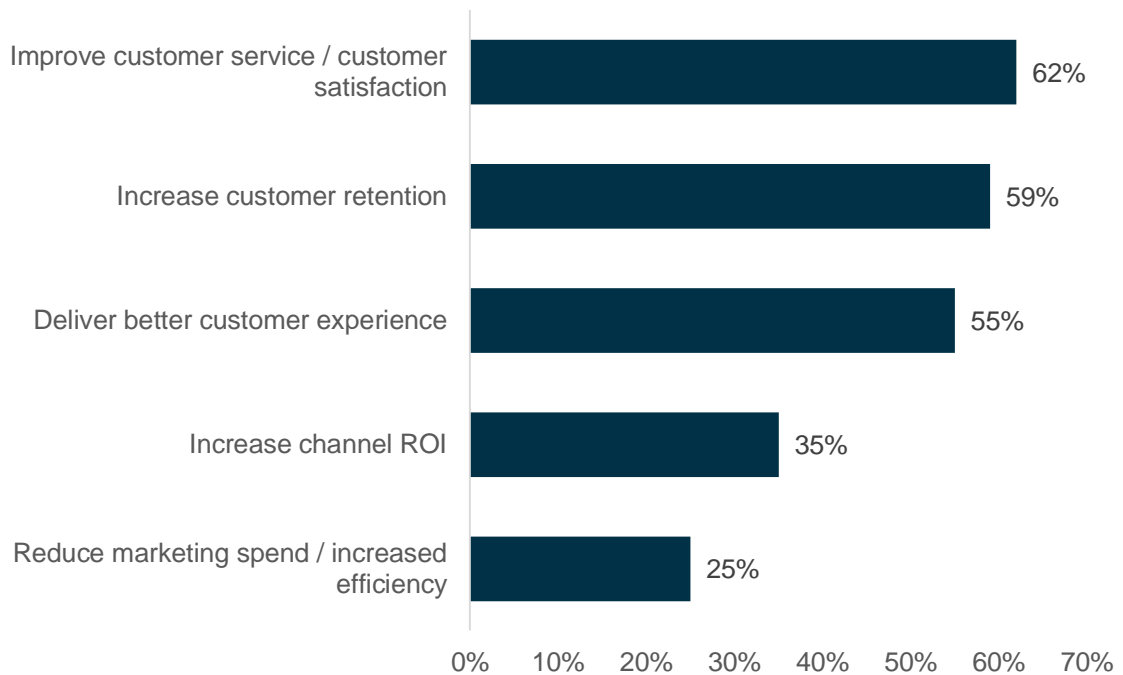 Improve customer service / customer
satisfaction
62%
Increase customer retention
59%
Deliver better customer experience
55%
Increase channel ROI
35%
Reduce marketing spend / increased
efficiency
25%
0% 10% 20% 30% 40% 50% 60% 70%